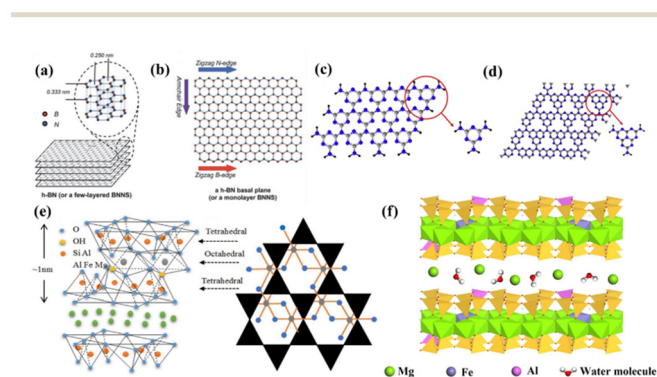 (a)
0.250 nm
0.333 nm
B
N
h-BN (or a few-layered BNNS)
(b)
Zigzag N-edge
Armchair Edge
Zigzag B-edge
a h-BN basal plane
(or a monolayer BNNS)
(c)
(d)
(e)
~1nm
O
OH
Si Al
Al Fe Mg
Tetrahedral
Octahedral
Tetrahedral
(f)
Mg
Fe
Al
Water molecule